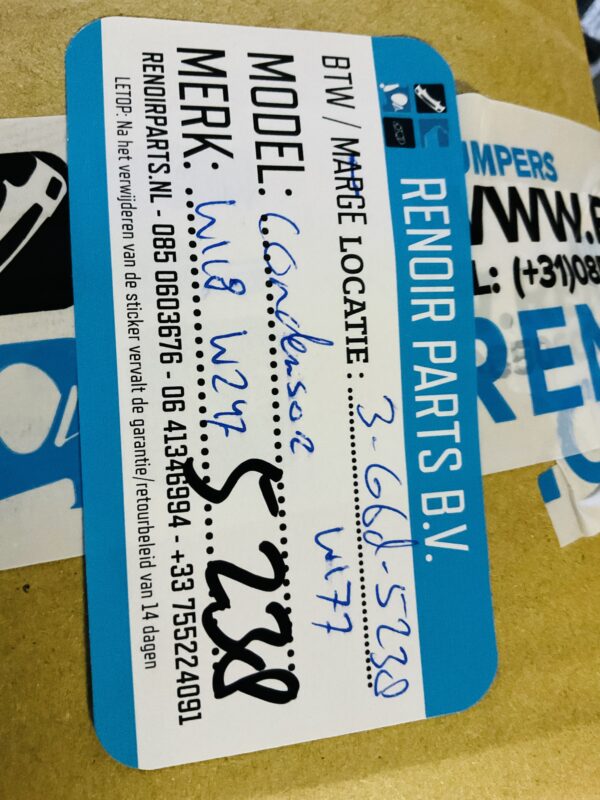 RENOIR PARTS B.V.
BTW / MARGE LOCATIE: 3-G6d-5238
W177
MODEL: Condensor
MERK: W118 W247
5238
RENOIRPARTS.NL - 085 0603676 - 06 41346994 - +33 755224091
LETOP: Na het verwijderen van de sticker vervalt de garantie/retourbeleid van 14 dagen
UMPERS
WWW.
L: (+31)085
REN